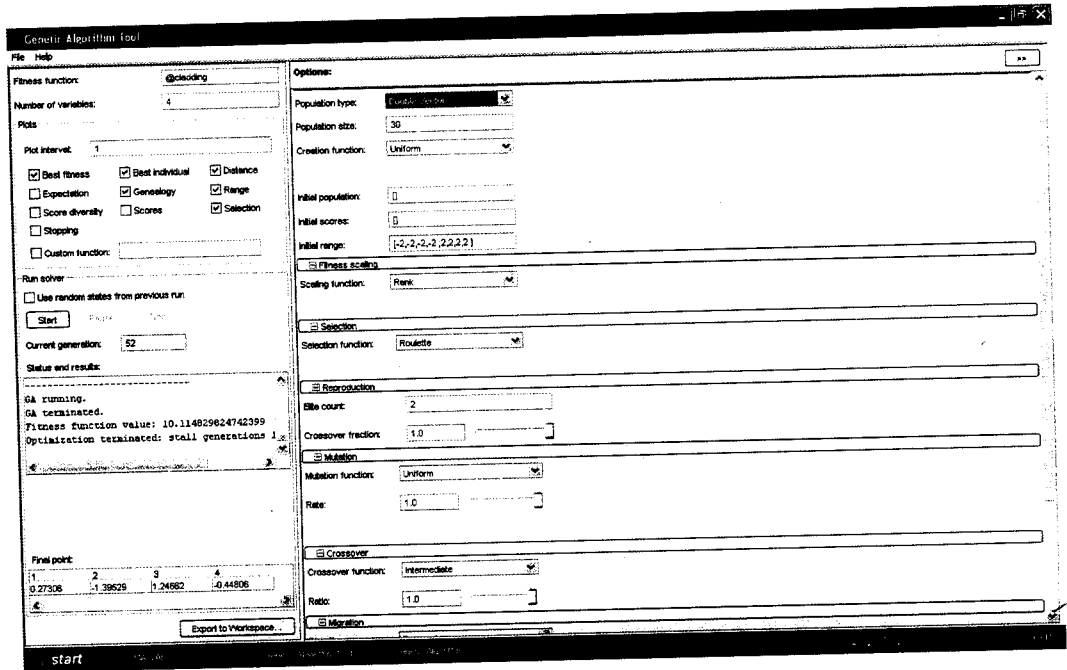 Genetic Algorithm Tool
File Help
Fitness function: @cladding
Number of variables: 4
Plots
Plot interval: 1
Best fitness Best individual Distance
Expectation Genealogy Range
Score diversity Scores Selection
Stopping
Custom function:
Run solver
Use random states from previous run
Start Pause Stop
Current generation: 52
Status and results:
GA running.
GA terminated.
Fitness function value: 10.114829824742399
Optimization terminated: stall generations l
Final point:
1 2 3 4
0.27306 -1.39529 1.24662 -0.44806
Export to Workspace...
Options:
>>
Population type: Double Vector
Population size: 30
Creation function: Uniform
Initial population: []
Initial scores: []
Initial range: [-2,-2,-2,-2 ;2,2,2,2 ]
Fitness scaling
Scaling function: Rank
Selection
Selection function: Roulette
Reproduction
Elite count: 2
Crossover fraction: 1.0
Mutation
Mutation function: Uniform
Rate: 1.0
Crossover
Crossover function: Intermediate
Ratio: 1.0
Migration
start